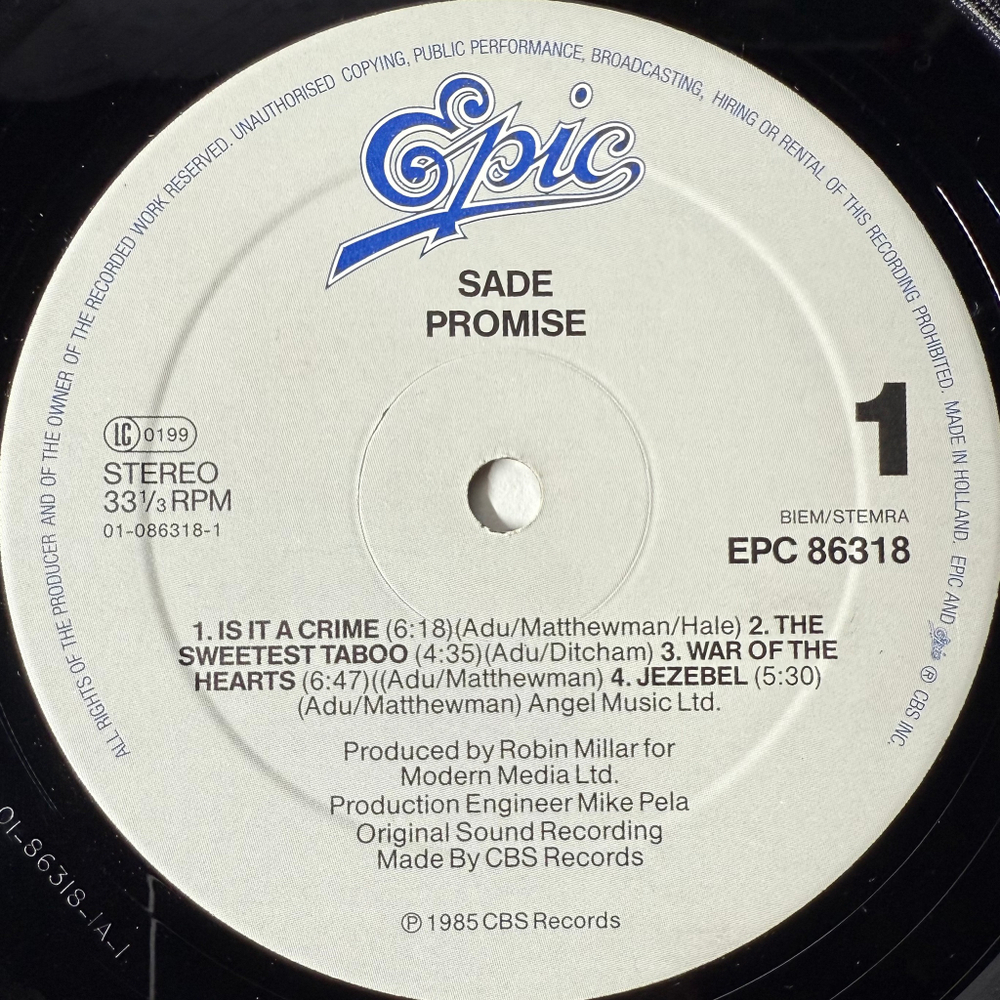 ALL RIGHTS OF THE PRODUCER AND OF THE OWNER OF THE RECORDED WORK RESERVED. UNAUTHORISED COPYING, PUBLIC PERFORMANCE, BROADCASTING, HIRING OR RENTAL OF THIS RECORDING PROHIBITED. MADE IN HOLLAND. EPIC AND Epic ® CBS INC.
Epic
SADE
PROMISE
1
LC 0199
STEREO
33⅓ RPM
01-086318-1
BIEM/STEMRA
EPC 86318
1. IS IT A CRIME (6:18)(Adu/Matthewman/Hale) 2. THE
SWEETEST TABOO (4:35)(Adu/Ditcham) 3. WAR OF THE
HEARTS (6:47)((Adu/Matthewman) 4. JEZEBEL (5:30)
(Adu/Matthewman) Angel Music Ltd.
Produced by Robin Millar for
Modern Media Ltd.
Production Engineer Mike Pela
Original Sound Recording
Made By CBS Records
℗ 1985 CBS Records
01-86318-1A-1